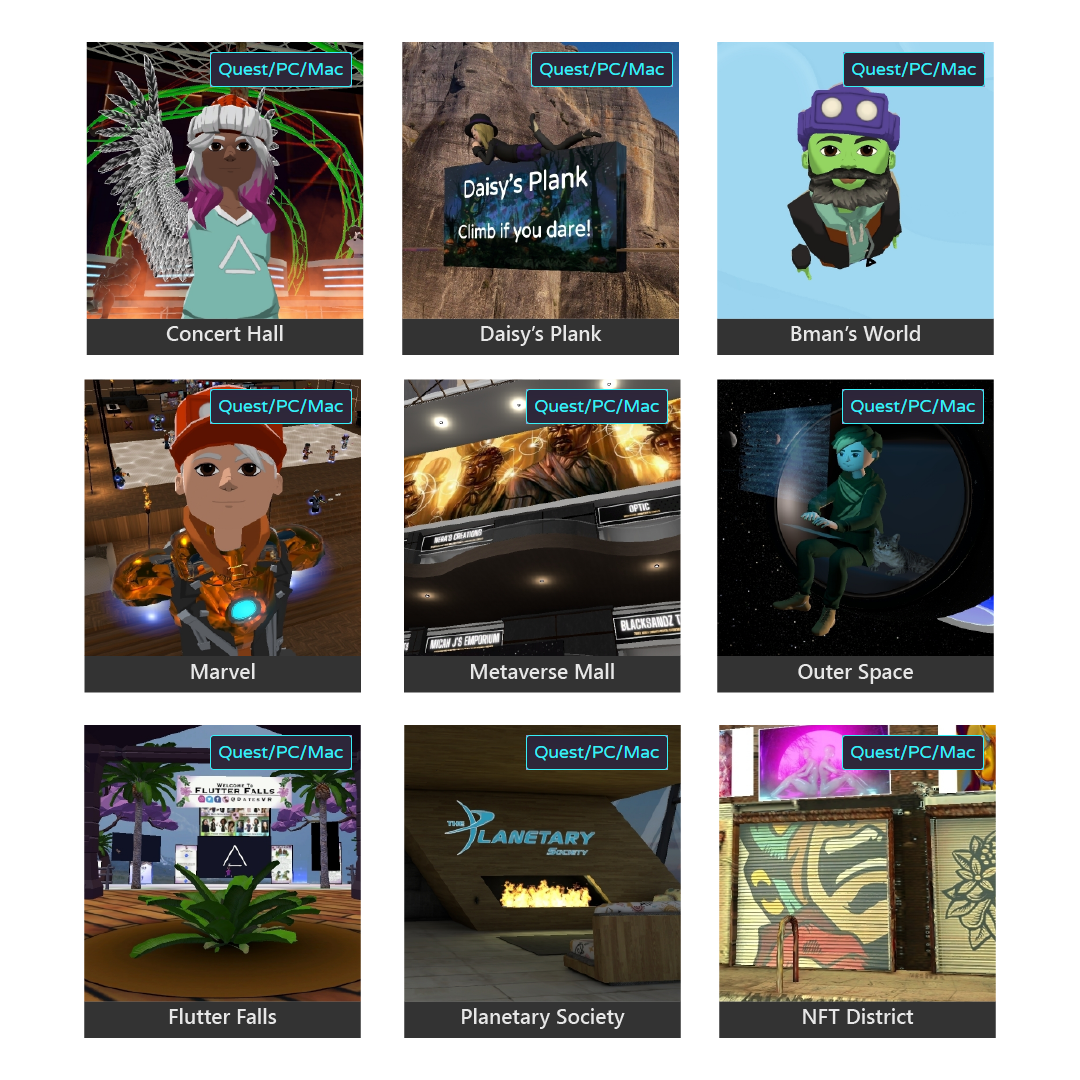 Quest/PC/Mac
Concert Hall
Quest/PC/Mac
Daisy's Plank
Climb if you dare!
Daisy's Plank
Quest/PC/Mac
Bman's World
Quest/PC/Mac
Marvel
Quest/PC/Mac
OPTIC
NERA'S CREATIONS
MICAH J'S EMPORIUM
BLACKSANDZ T
Metaverse Mall
Quest/PC/Mac
Outer Space
Quest/PC/Mac
WELCOME TO
FLUTTER FALLS
Flutter Falls
Quest/PC/Mac
THE
PLANETARY
SOCIETY
Planetary Society
Quest/PC/Mac
NFT District